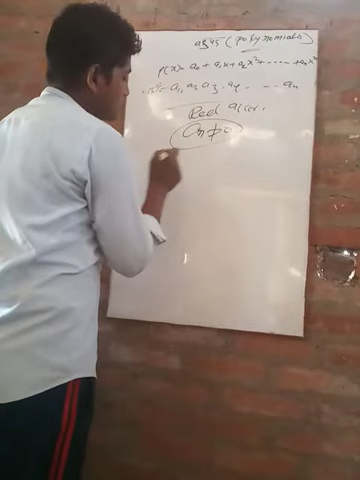 (Polynomials)
p(x) = a₀ + a₁x + a₂x² + ...... + aₙxⁿ
a₁, a₂, a₃, a₄ . . . . aₙ
Real
aₙ ≠ 0